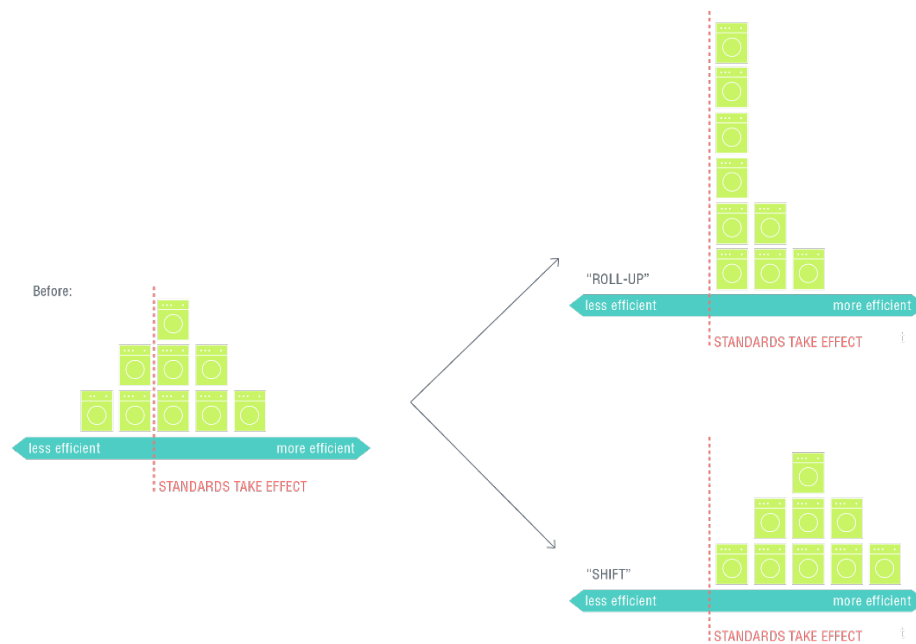 Before:
less efficient
more efficient
STANDARDS TAKE EFFECT
"ROLL-UP"
less efficient
more efficient
STANDARDS TAKE EFFECT
"SHIFT"
less efficient
more efficient
STANDARDS TAKE EFFECT